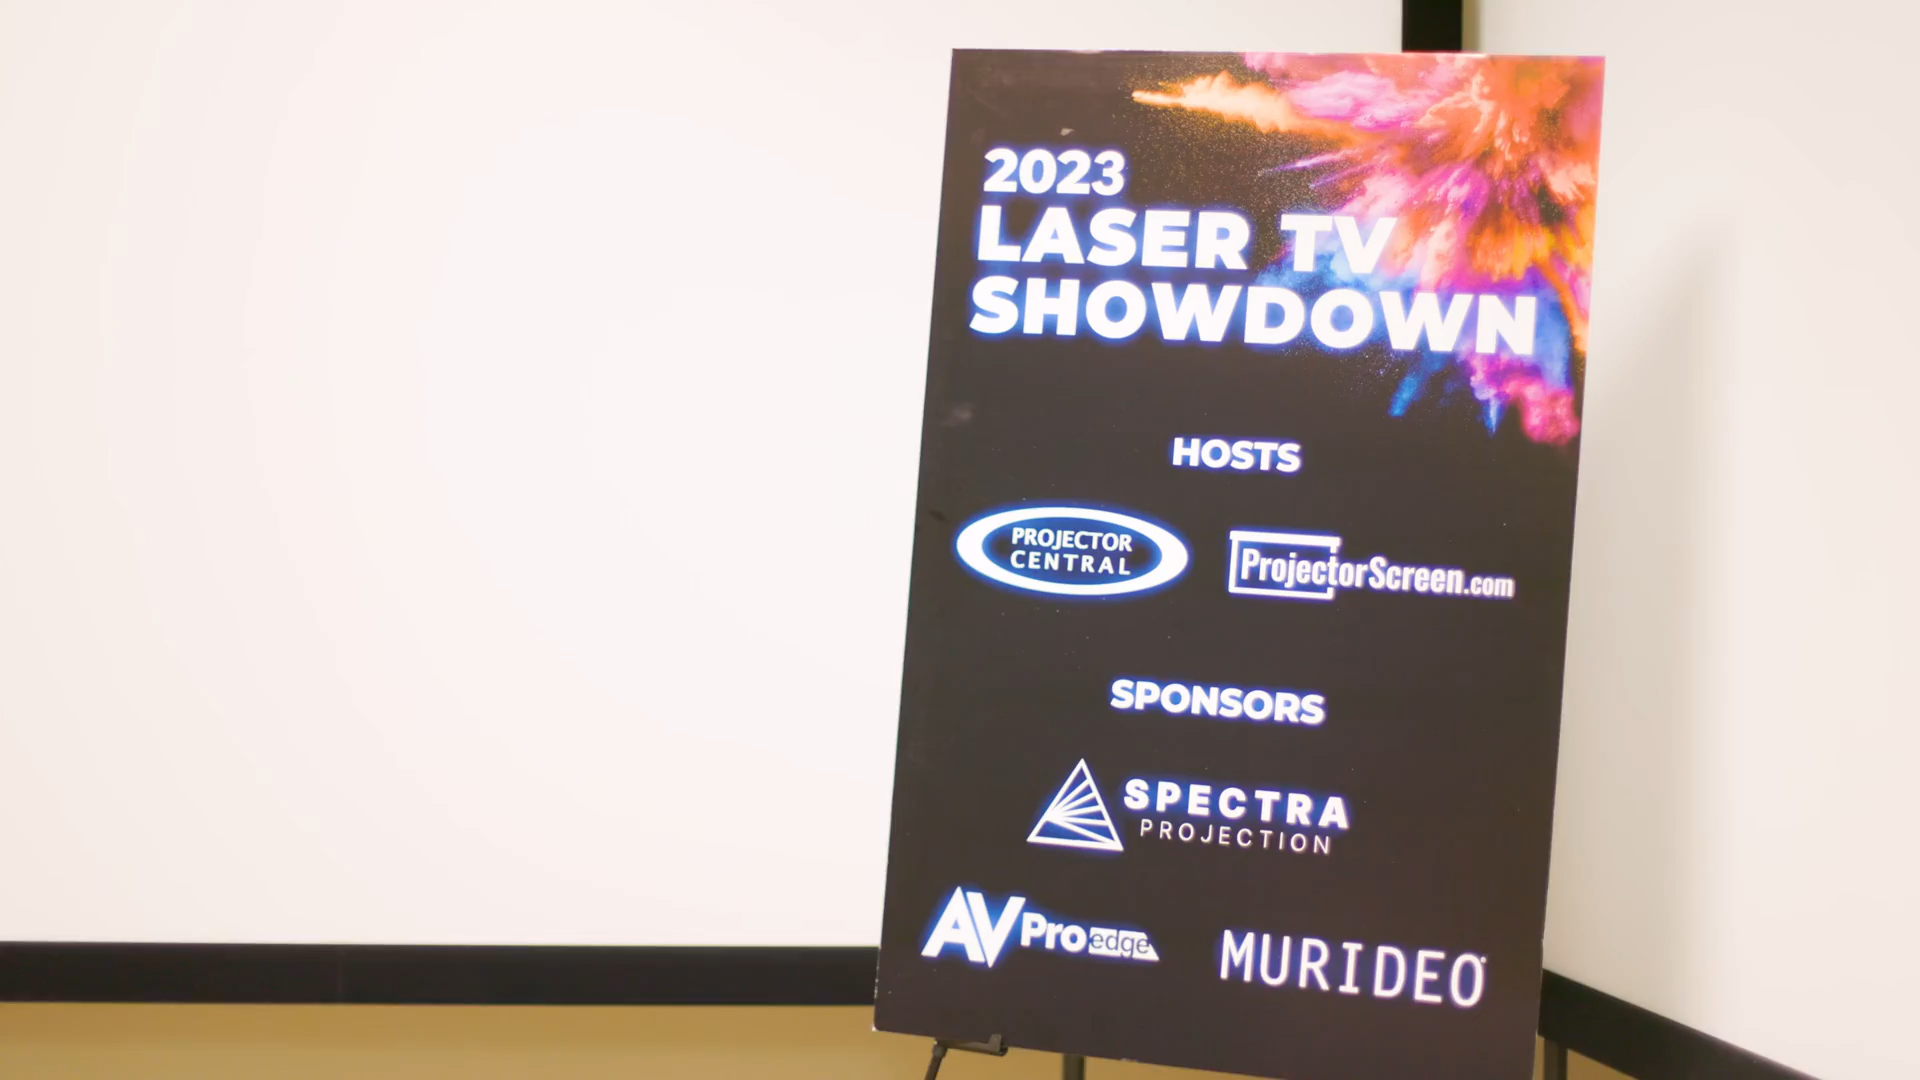 2023
LASER TV
SHOWDOWN
HOSTS
PROJECTOR
CENTRAL
ProjectorScreen.com
SPONSORS
SPECTRA
PROJECTION
AVProedge
MURIDEO